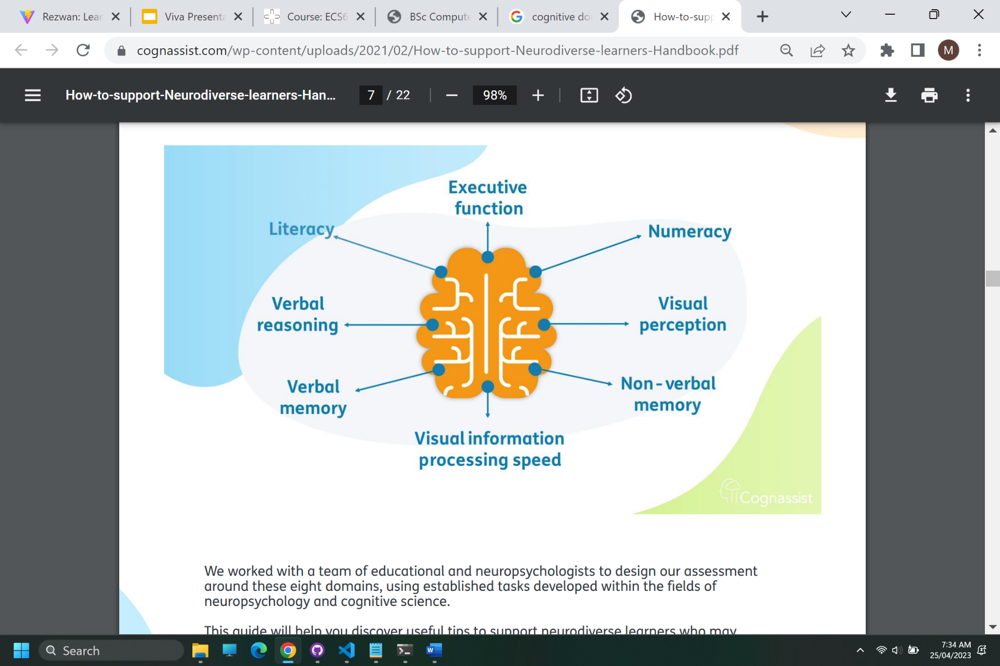 Rezwan: Lear
Viva Presenta
Course: ECS6
BSc Compute
cognitive do
How-to-supp
cognassist.com/wp-content/uploads/2021/02/How-to-support-Neurodiverse-learners-Handbook.pdf
M
How-to-support-Neurodiverse-learners-Han...
7 / 22
98%
Executive
function
Literacy
Numeracy
Verbal
reasoning
Visual
perception
Verbal
memory
Non-verbal
memory
Visual information
processing speed
Cognassist
We worked with a team of educational and neuropsychologists to design our assessment
around these eight domains, using established tasks developed within the fields of
neuropsychology and cognitive science.
This guide will help you discover useful tips to support neurodiverse learners who may
Search
7:34 AM
25/04/2023